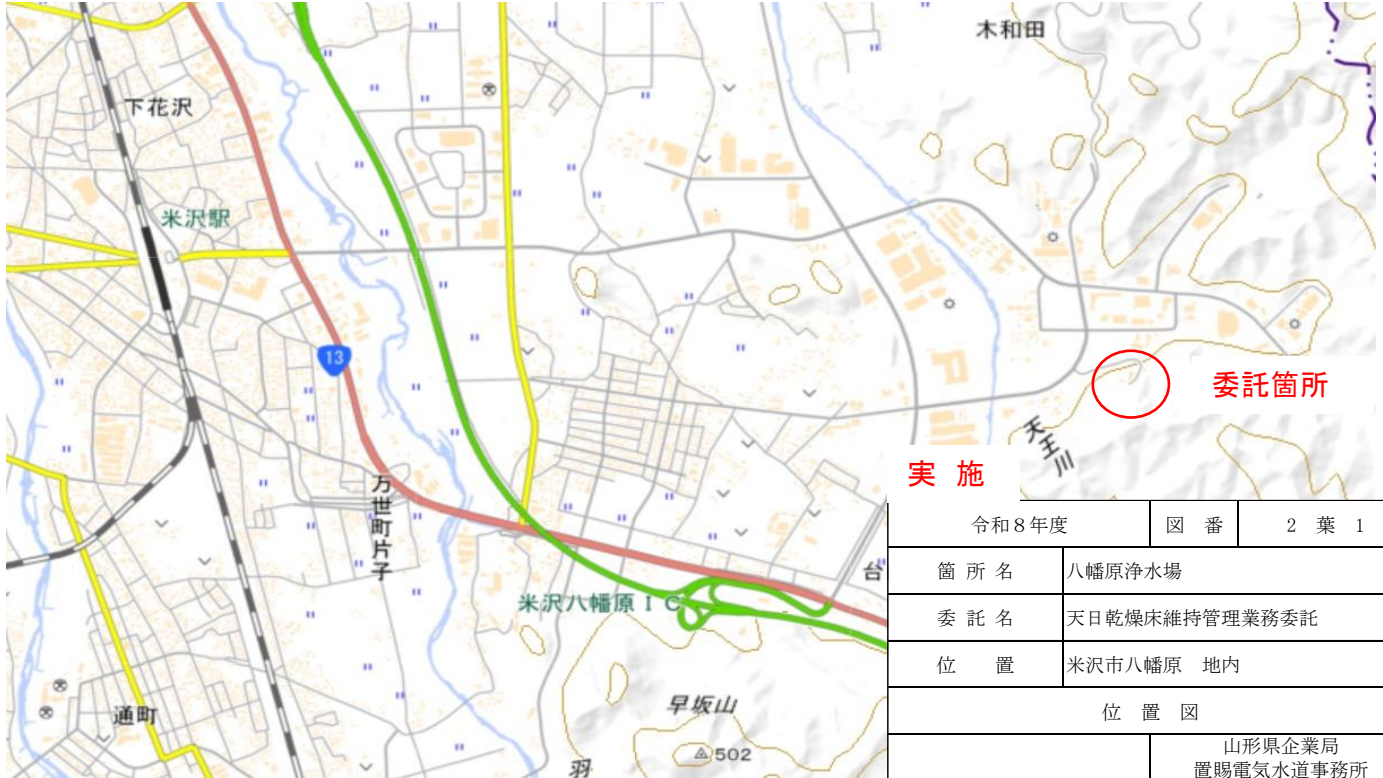 木和田
下花沢
米沢駅
13
委託箇所
天王川
万世町片子
台
米沢八幡原IC
通町
早坂山
502
羽
実 施
令和8年度 図 番 2 葉 1
箇 所 名 八幡原浄水場
委 託 名 天日乾燥床維持管理業務委託
位 置 米沢市八幡原 地内
位 置 図
山形県企業局
置賜電気水道事務所